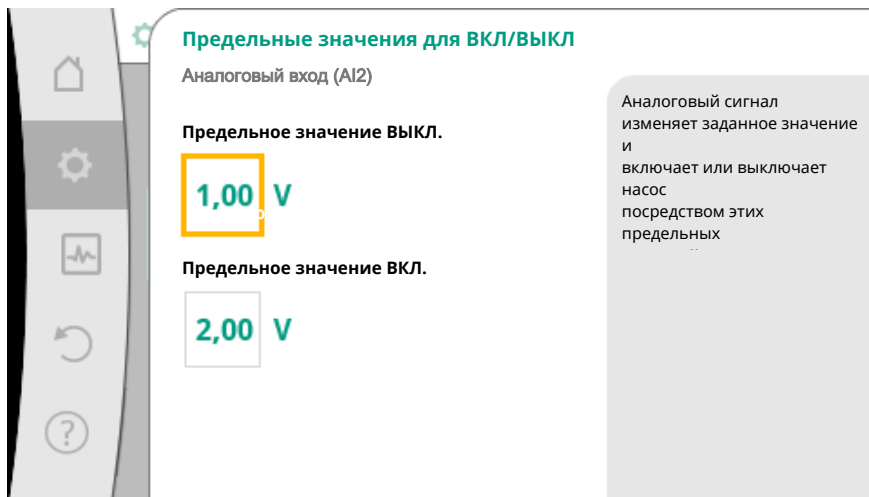 Предельные значения для ВКЛ/ВЫКЛ
Аналоговый вход (AI2)
Предельное значение ВЫКЛ.
1,00 V
Предельное значение ВКЛ.
2,00 V
Аналоговый сигнал
изменяет заданное значение
и
включает или выключает
насос
посредством этих
предельных